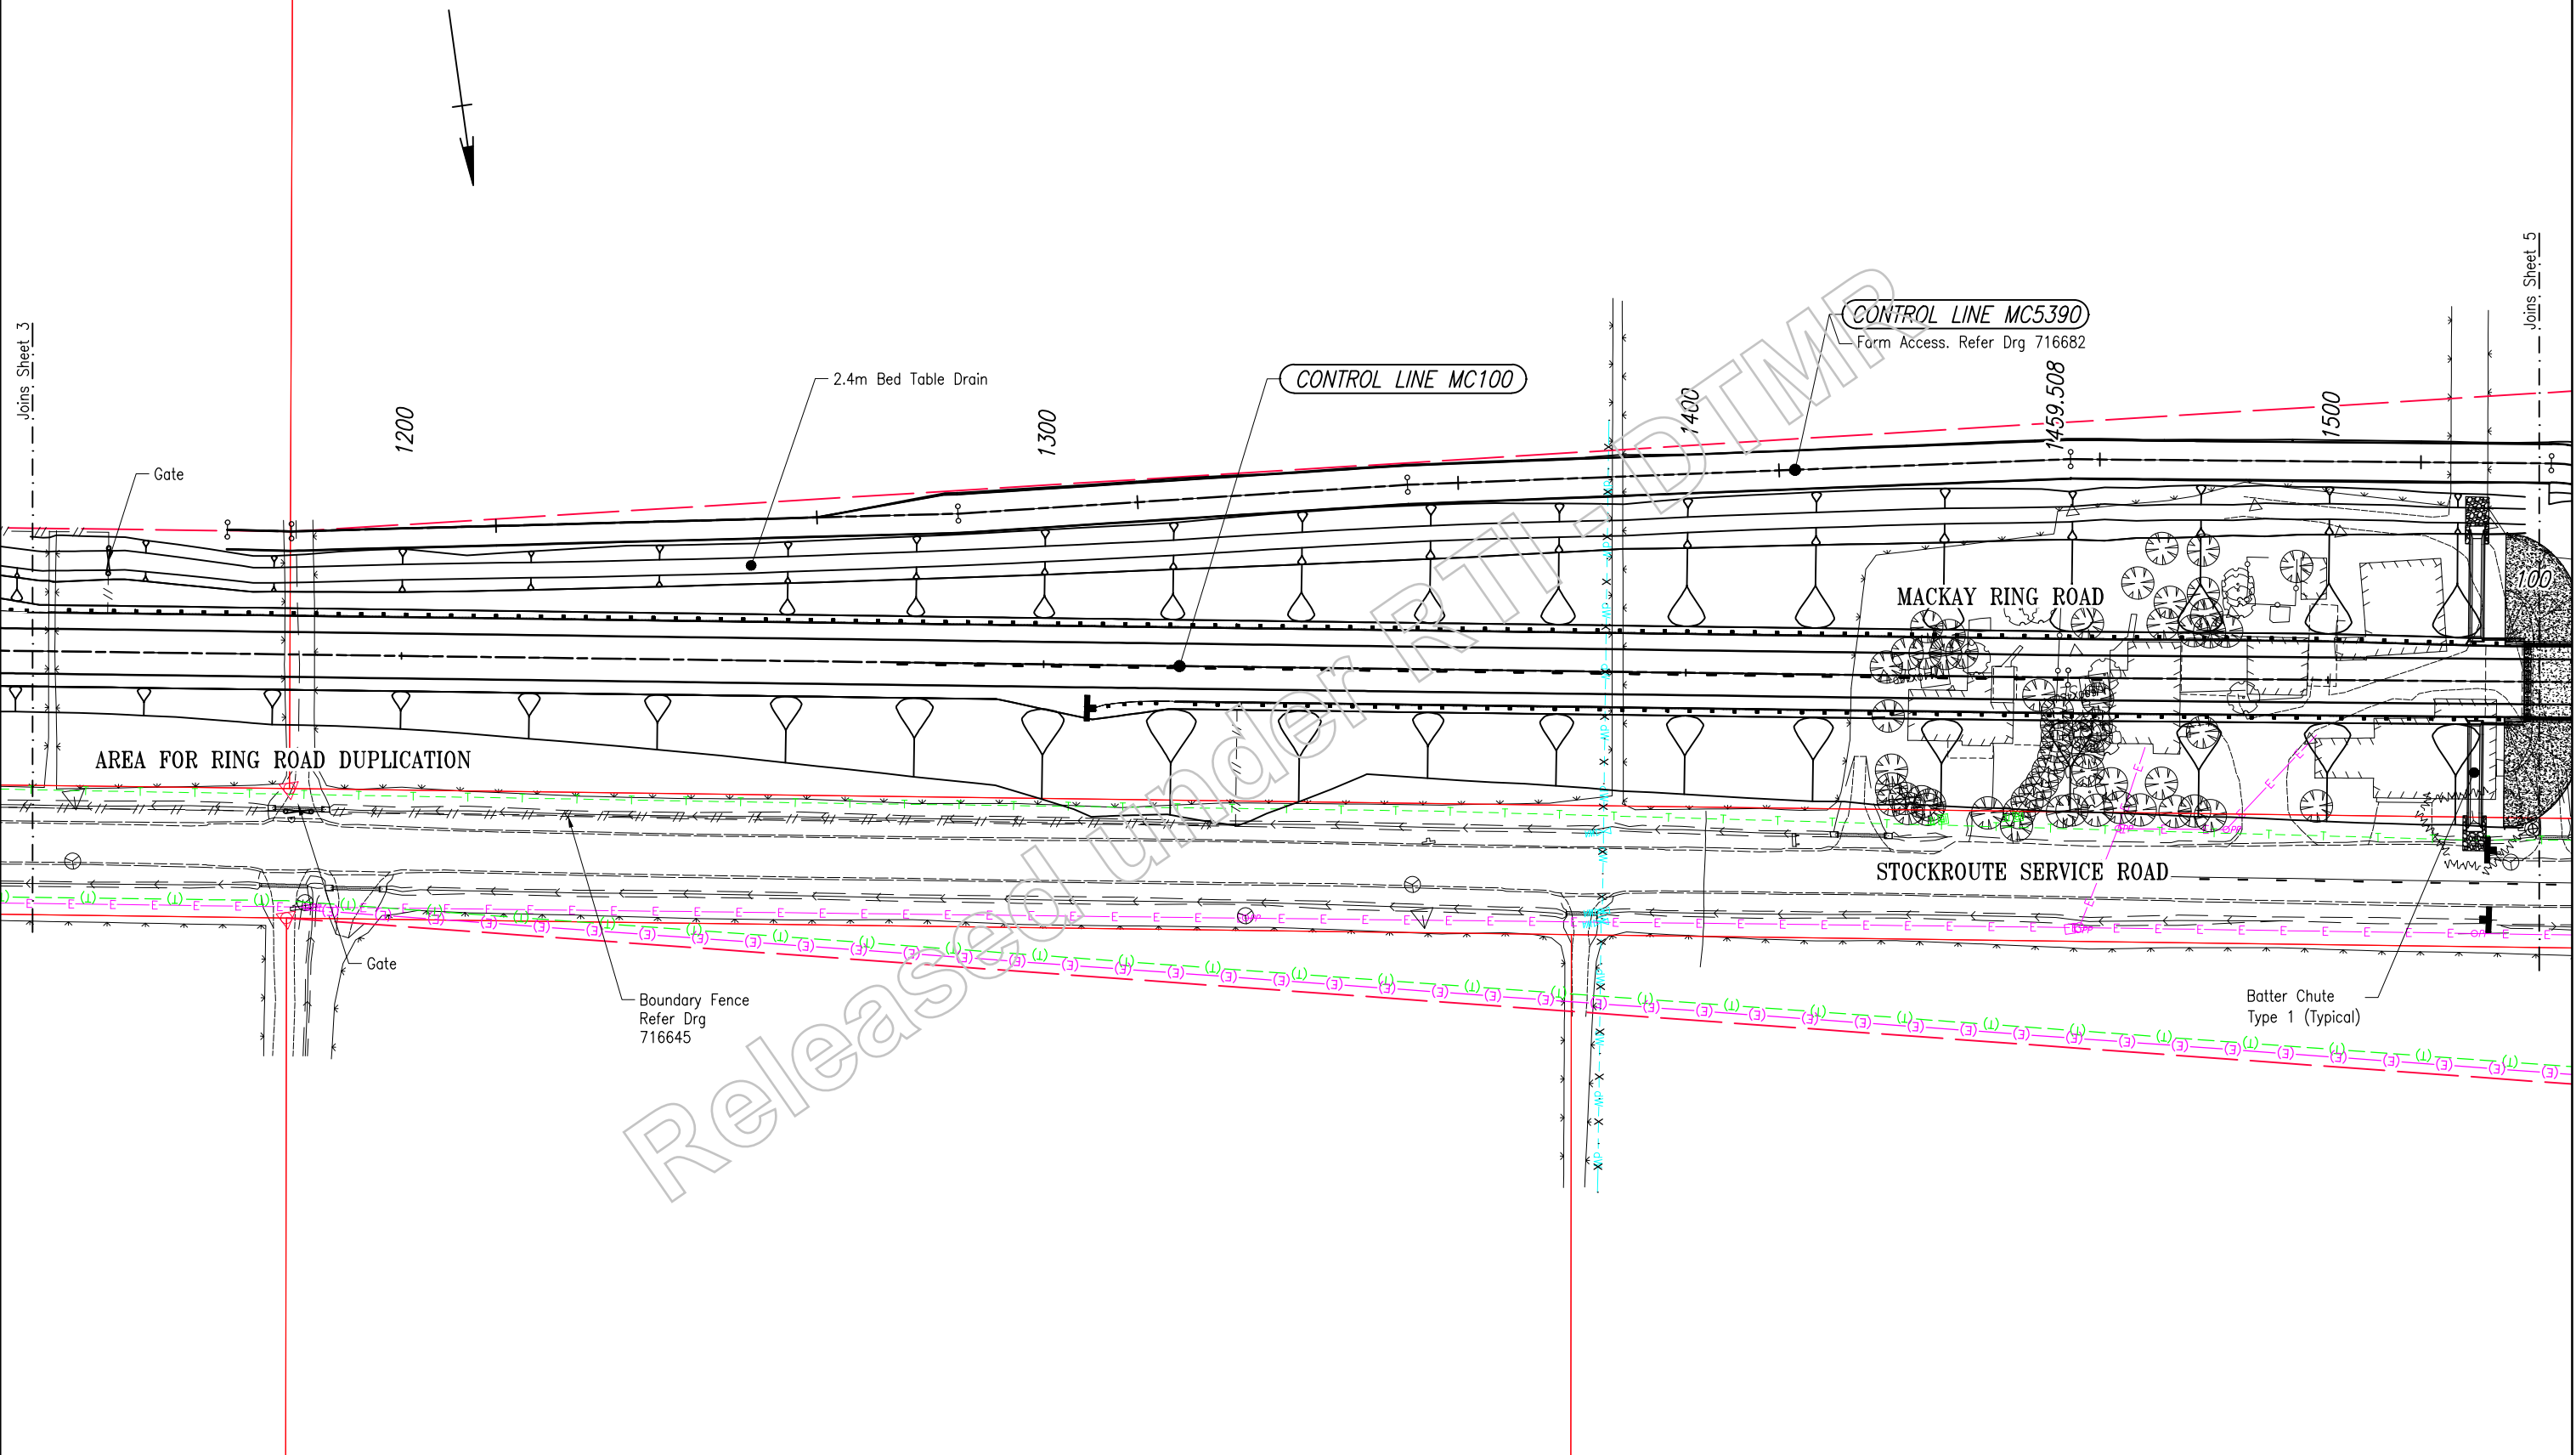 Joins Sheet 3
Gate
1200
2.4m Bed Table Drain
1300
CONTROL LINE MC100
1400
CONTROL LINE MC5390
Farm Access. Refer Drg 716682
1459.508
1500
Joins Sheet 5
100
MACKAY RING ROAD
AREA FOR RING ROAD DUPLICATION
STOCKROUTE SERVICE ROAD
Gate
Boundary Fence
Refer Drg
716645
Batter Chute
Type 1 (Typical)
Released under RTI - DTMR